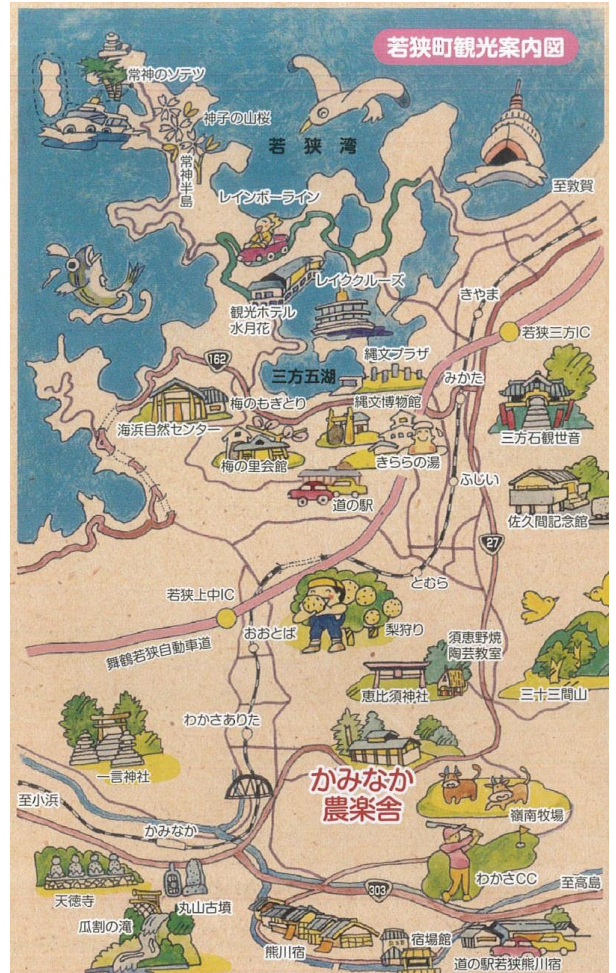 若狭町観光案内図
常神のソテツ
神子の山桜
常神半島
若狭湾
至敦賀
レインボーライン
レイククルーズ
観光ホテル
水月花
きやま
若狭三方IC
162
三方五湖
縄文プラザ
みかた
梅のもぎとり
縄文博物館
海浜自然センター
三方石観世音
梅の里会館
きららの湯
ふじい
道の駅
佐久間記念館
27
とむら
若狭上中IC
おおとば
梨狩り
須恵野焼
陶芸教室
舞鶴若狭自動車道
恵比須神社
三十三間山
わかさありた
一言神社
かみなか
農楽舎
至小浜
嶺南牧場
かみなか
わかさCC
303
至高島
天徳寺
丸山古墳
瓜割の滝
熊川宿
宿場館
道の駅若狭熊川宿